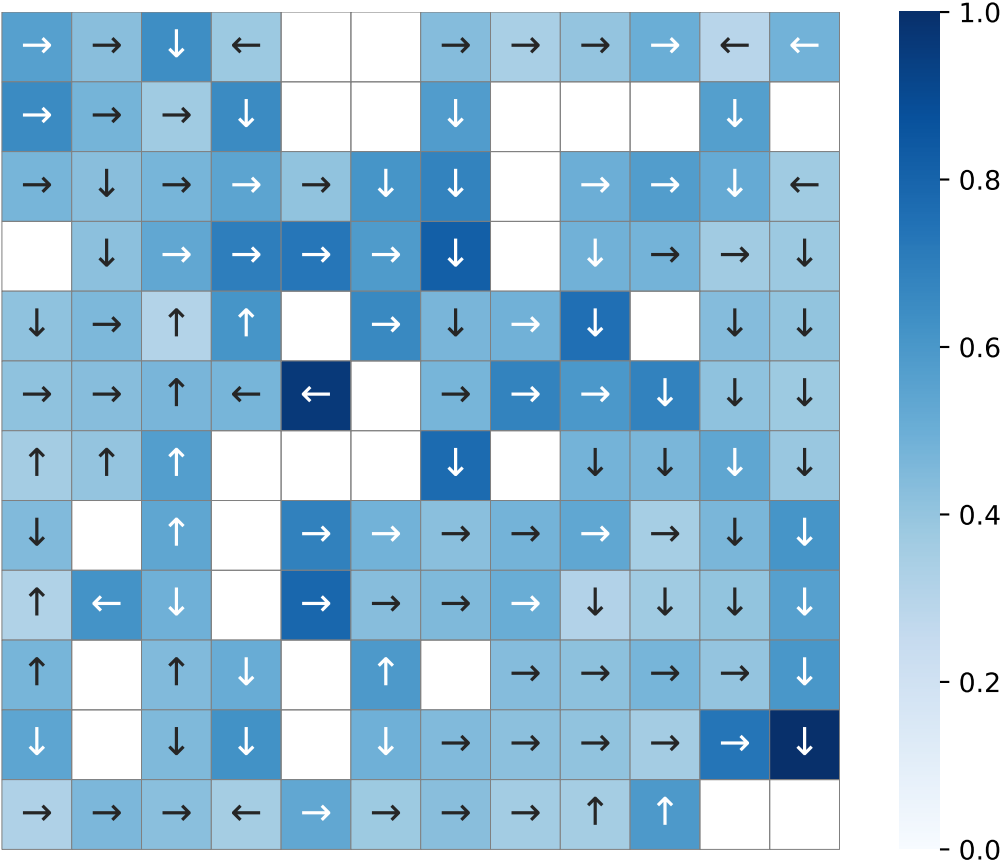 → → ↓ ← → → → → ← ← 1.0
→ → → ↓ ↓ ↓
→ ↓ → → → ↓ ↓ → → ↓ ← 0.8
↓ → → → → ↓ ↓ → → ↓
↓ → ↑ ↑ → ↓ → ↓ ↓ ↓ 0.6
→ → ↑ ← ← → → → ↓ ↓ ↓
↑ ↑ ↑ ↓ ↓ ↓ ↓ ↓
↓ ↑ → → → → → → ↓ ↓ 0.4
↑ ← ↓ → → → → ↓ ↓ ↓ ↓
↑ ↑ ↓ ↑ → → → → ↓ 0.2
↓ ↓ ↓ ↓ → → → → → ↓
→ → → ← → → → → ↑ ↑ 0.0